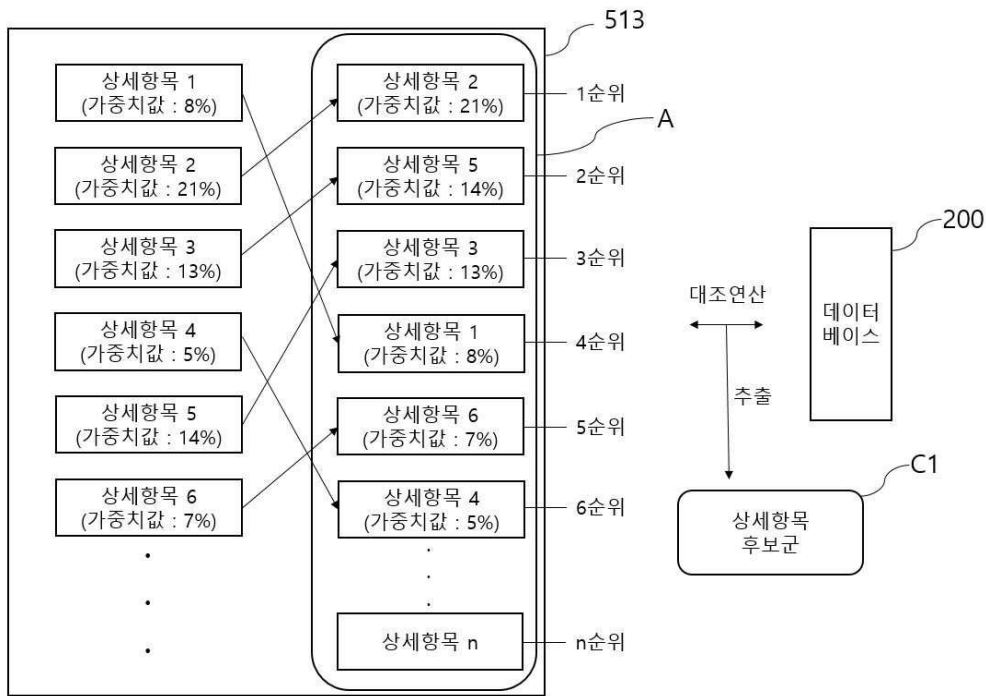 513
상세항목 1
(가중치값 : 8%)
상세항목 2
(가중치값 : 21%)
상세항목 3
(가중치값 : 13%)
상세항목 4
(가중치값 : 5%)
상세항목 5
(가중치값 : 14%)
상세항목 6
(가중치값 : 7%)
상세항목 2
(가중치값 : 21%)
1순위
A
상세항목 5
(가중치값 : 14%)
2순위
상세항목 3
(가중치값 : 13%)
3순위
상세항목 1
(가중치값 : 8%)
4순위
상세항목 6
(가중치값 : 7%)
5순위
상세항목 4
(가중치값 : 5%)
6순위
상세항목 n
n순위
대조연산
추출
200
데이터
베이스
C1
상세항목
후보군